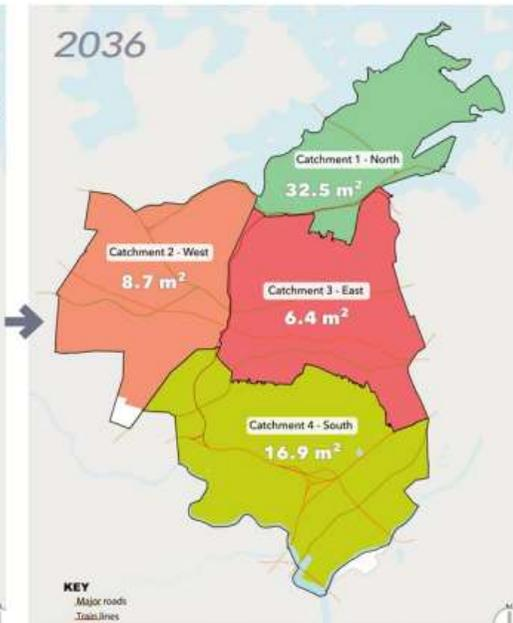 2036
Catchment 1 - North
32.5 m²
Catchment 2 - West
8.7 m²
Catchment 3 - East
6.4 m²
Catchment 4 - South
16.9 m²
KEY
Major roads
Train lines